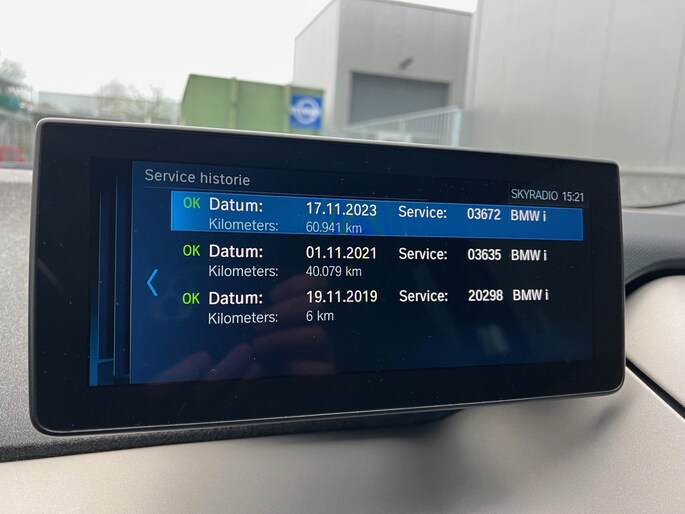 Service historie
SKYRADIO 15:21
OK Datum: 17.11.2023 Service: 03672 BMW i
Kilometers: 60.941 km
OK Datum: 01.11.2021 Service: 03635 BMW i
Kilometers: 40.079 km
OK Datum: 19.11.2019 Service: 20298 BMW i
Kilometers: 6 km